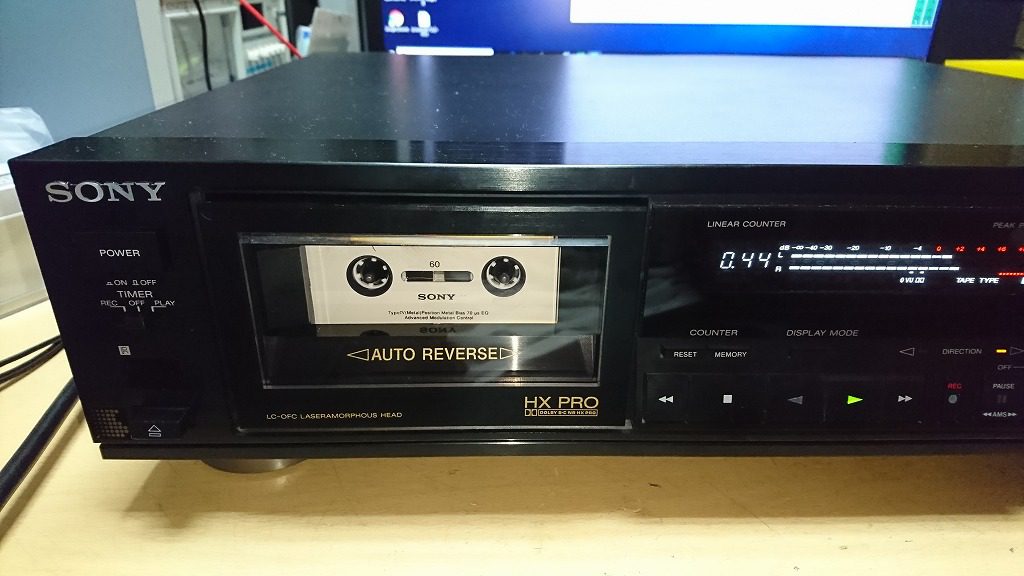 SONY
POWER
ON OFF
TIMER
REC OFF PLAY
60
SONY
Type IV(Metal)Position Metal Bias 70 μs EQ
Advanced Modulation Control
AUTO REVERSE
LC-OFC LASERAMORPHOUS HEAD
HX PRO
DOLBY B-C NR HX PRO
LINEAR COUNTER
PEAK
0.44
dB -∞ -40 -30 -20 -10 -4 0 +2 +4 +6
L
R
0VU
TAPE TYPE
COUNTER
DISPLAY MODE
RESET MEMORY
DIRECTION
OFF
REC PAUSE
AMS